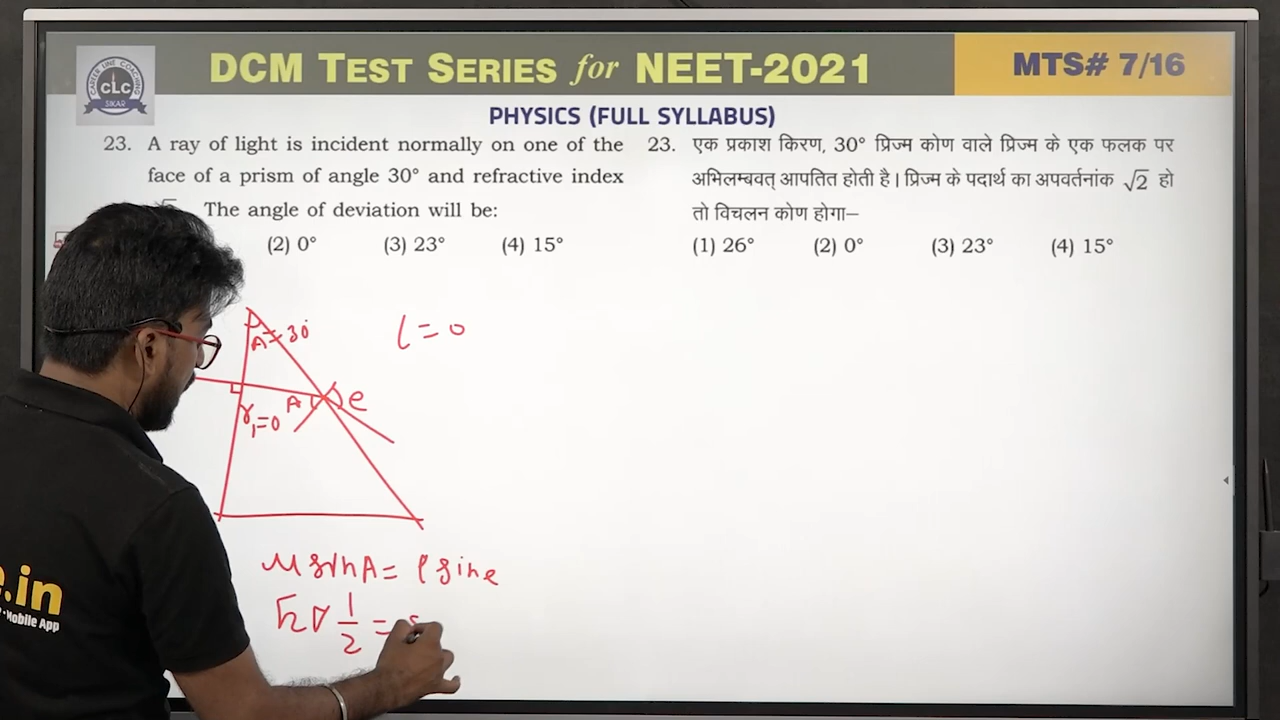 DCM TEST SERIES for NEET-2021
MTS# 7/16
CAREER LINE COACHING
CLC
SIKAR
PHYSICS (FULL SYLLABUS)
23. A ray of light is incident normally on one of the
face of a prism of angle 30° and refractive index
The angle of deviation will be:
(2) 0° (3) 23° (4) 15°
23. एक प्रकाश किरण, 30° प्रिज्म कोण वाले प्रिज्म के एक फलक पर
अभिलम्बवत् आपतित होती है। प्रिज्म के पदार्थ का अपवर्तनांक √2 हो
तो विचलन कोण होगा–
(1) 26° (2) 0° (3) 23° (4) 15°
A=30°
i=0
A e
r₁=0
μ sin A = 1 sin e
√2 × 1/2 = s
e.in
Mobile App